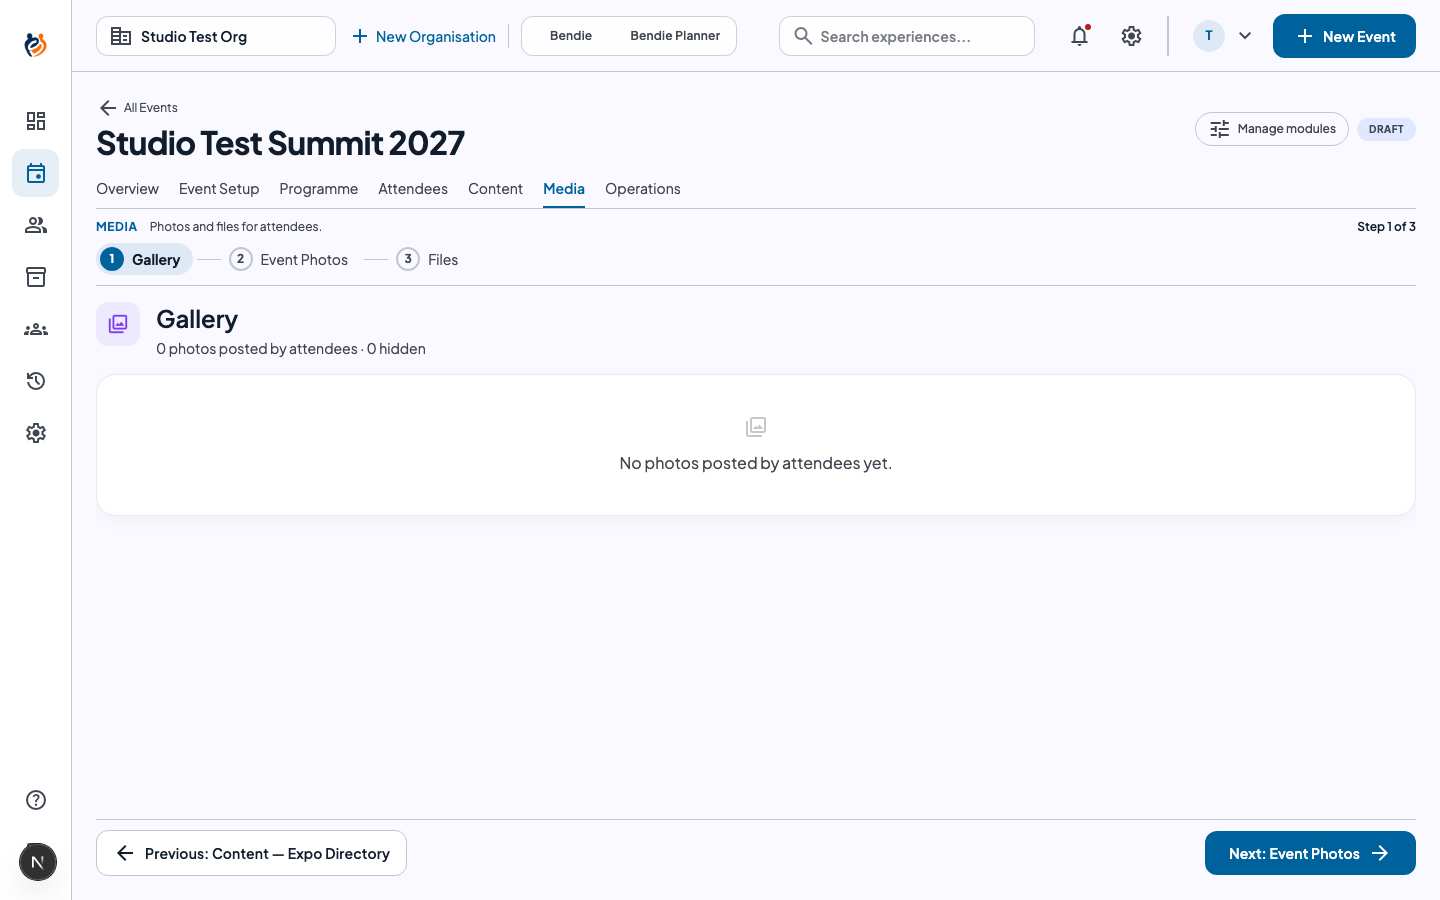 Studio Test Org
New Organisation
Bendie
Bendie Planner
Search experiences...
T
New Event
All Events
Studio Test Summit 2027
Manage modules
DRAFT
Overview
Event Setup
Programme
Attendees
Content
Media
Operations
MEDIA
Photos and files for attendees.
Step 1 of 3
1
Gallery
2
Event Photos
3
Files
Gallery
0 photos posted by attendees · 0 hidden
No photos posted by attendees yet.
N
Previous: Content — Expo Directory
Next: Event Photos